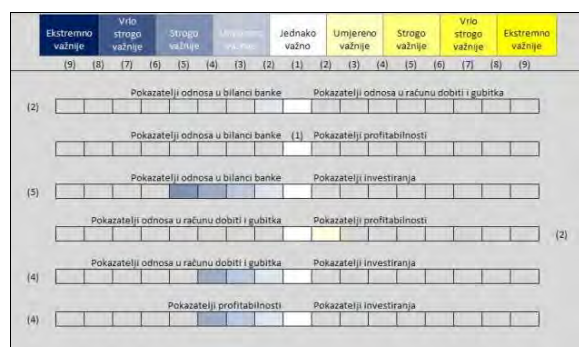 Ekstremno važnije Vrlo strogo važnije Strogo važnije Umjereno važnije Jednako važno Umjereno važnije Strogo važnije Vrlo strogo važnije Ekstremno važnije
(9) (8) (7) (6) (5) (4) (3) (2) (1) (2) (3) (4) (5) (6) (7) (8) (9)
Pokazatelji odnosa u bilanci banke Pokazatelji odnosa u računu dobiti i gubitka
(2)
Pokazatelji odnosa u bilanci banke (1) Pokazatelji profitabilnosti
Pokazatelji odnosa u bilanci banke Pokazatelji investiranja
(5)
Pokazatelji odnosa u računu dobiti i gubitka Pokazatelji profitabilnosti
(2)
Pokazatelji odnosa u računu dobiti i gubitka Pokazatelji investiranja
(4)
Pokazatelji profitabilnosti Pokazatelji investiranja
(4)